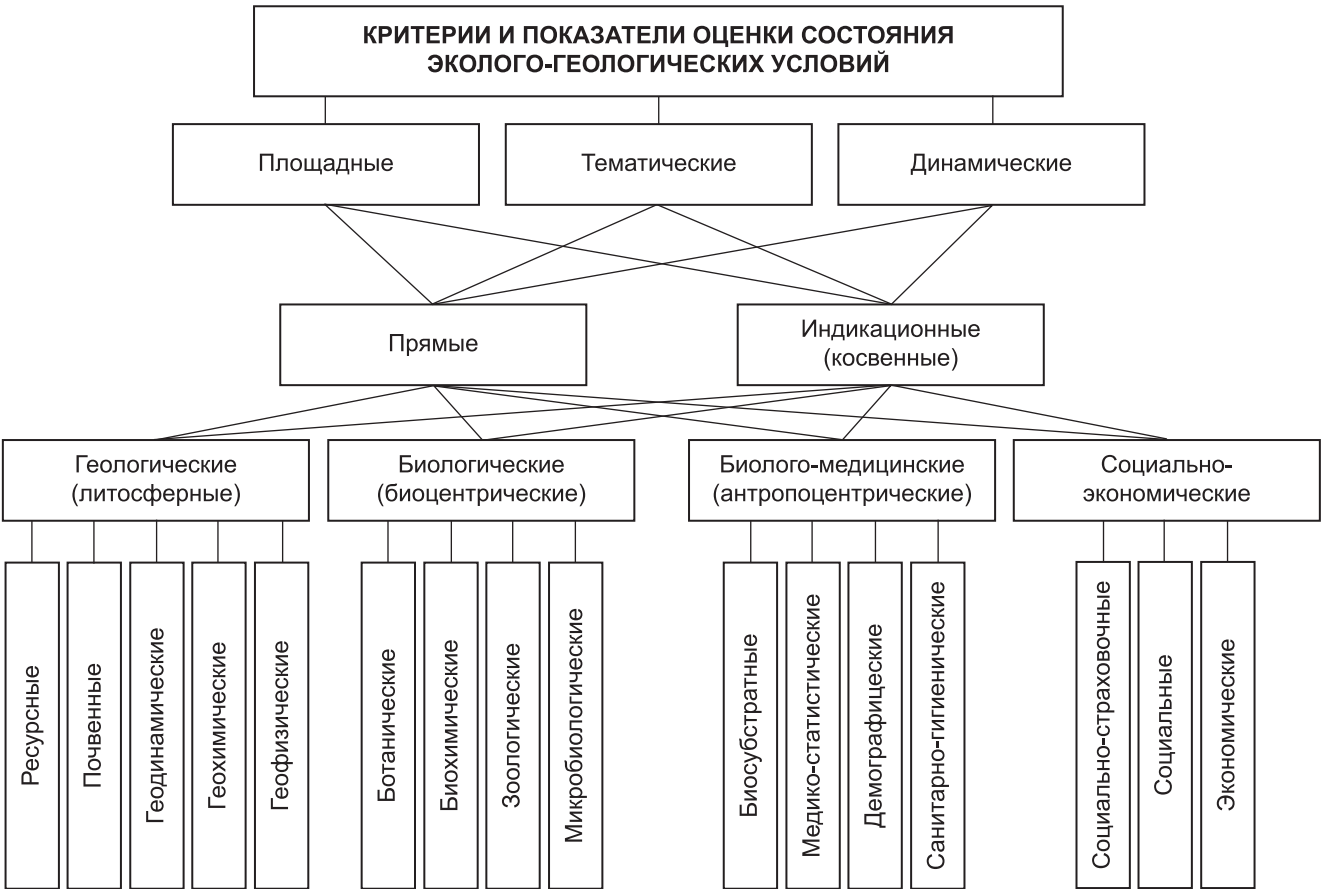 КРИТЕРИИ И ПОКАЗАТЕЛИ ОЦЕНКИ СОСТОЯНИЯ
ЭКОЛОГО-ГЕОЛОГИЧЕСКИХ УСЛОВИЙ
Площадные
Тематические
Динамические
Прямые
Индикационные
(косвенные)
Геологические
(литосферные)
Биологические
(биоцентрические)
Биолого-медицинские
(антропоцентрические)
Социально-
экономические
Ресурсные
Почвенные
Геодинамические
Геохимические
Геофизические
Ботанические
Биохимические
Зоологические
Микробиологические
Биосубстратные
Медико-статистические
Демографицеские
Санитарно-гигиенические
Социально-страховочные
Социальные
Экономические